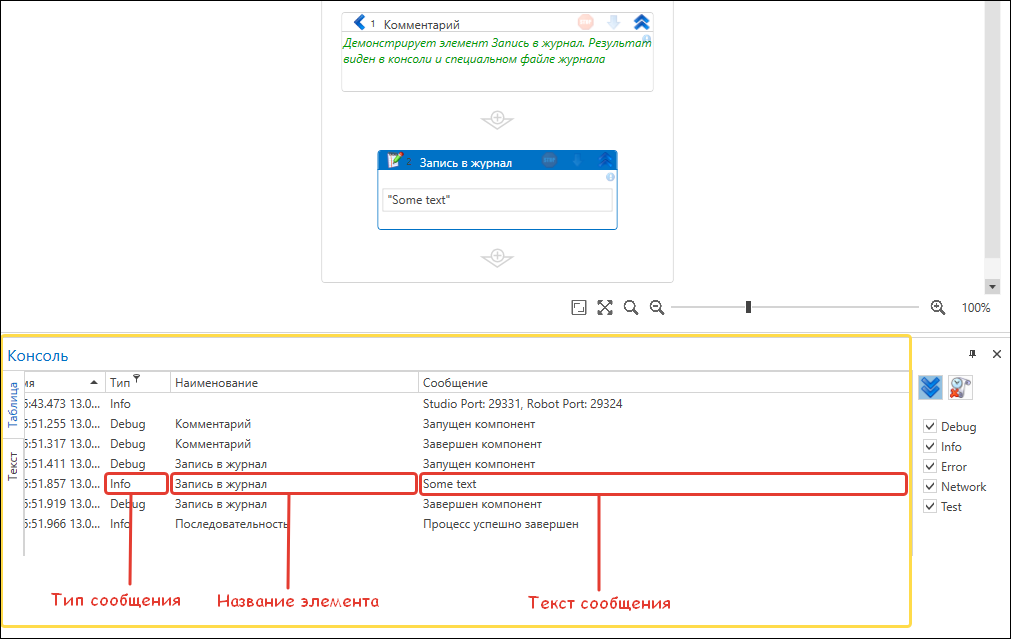 1 Комментарий
Демонстрирует элемент Запись в журнал. Результат
виден в консоли и специальном файле журнала
2 Запись в журнал
"Some text"
100%
Консоль
Таблица
Текст
ия Тип Наименование Сообщение
5:43.473 13.0... Info Studio Port: 29331, Robot Port: 29324
5:51.255 13.0... Debug Комментарий Запущен компонент
5:51.317 13.0... Debug Комментарий Завершен компонент
5:51.411 13.0... Debug Запись в журнал Запущен компонент
5:51.857 13.0... Info Запись в журнал Some text
5:51.919 13.0... Debug Запись в журнал Завершен компонент
5:51.966 13.0... Info Последовательность Процесс успешно завершен
Debug
Info
Error
Network
Test
Тип сообщения
Название элемента
Текст сообщения